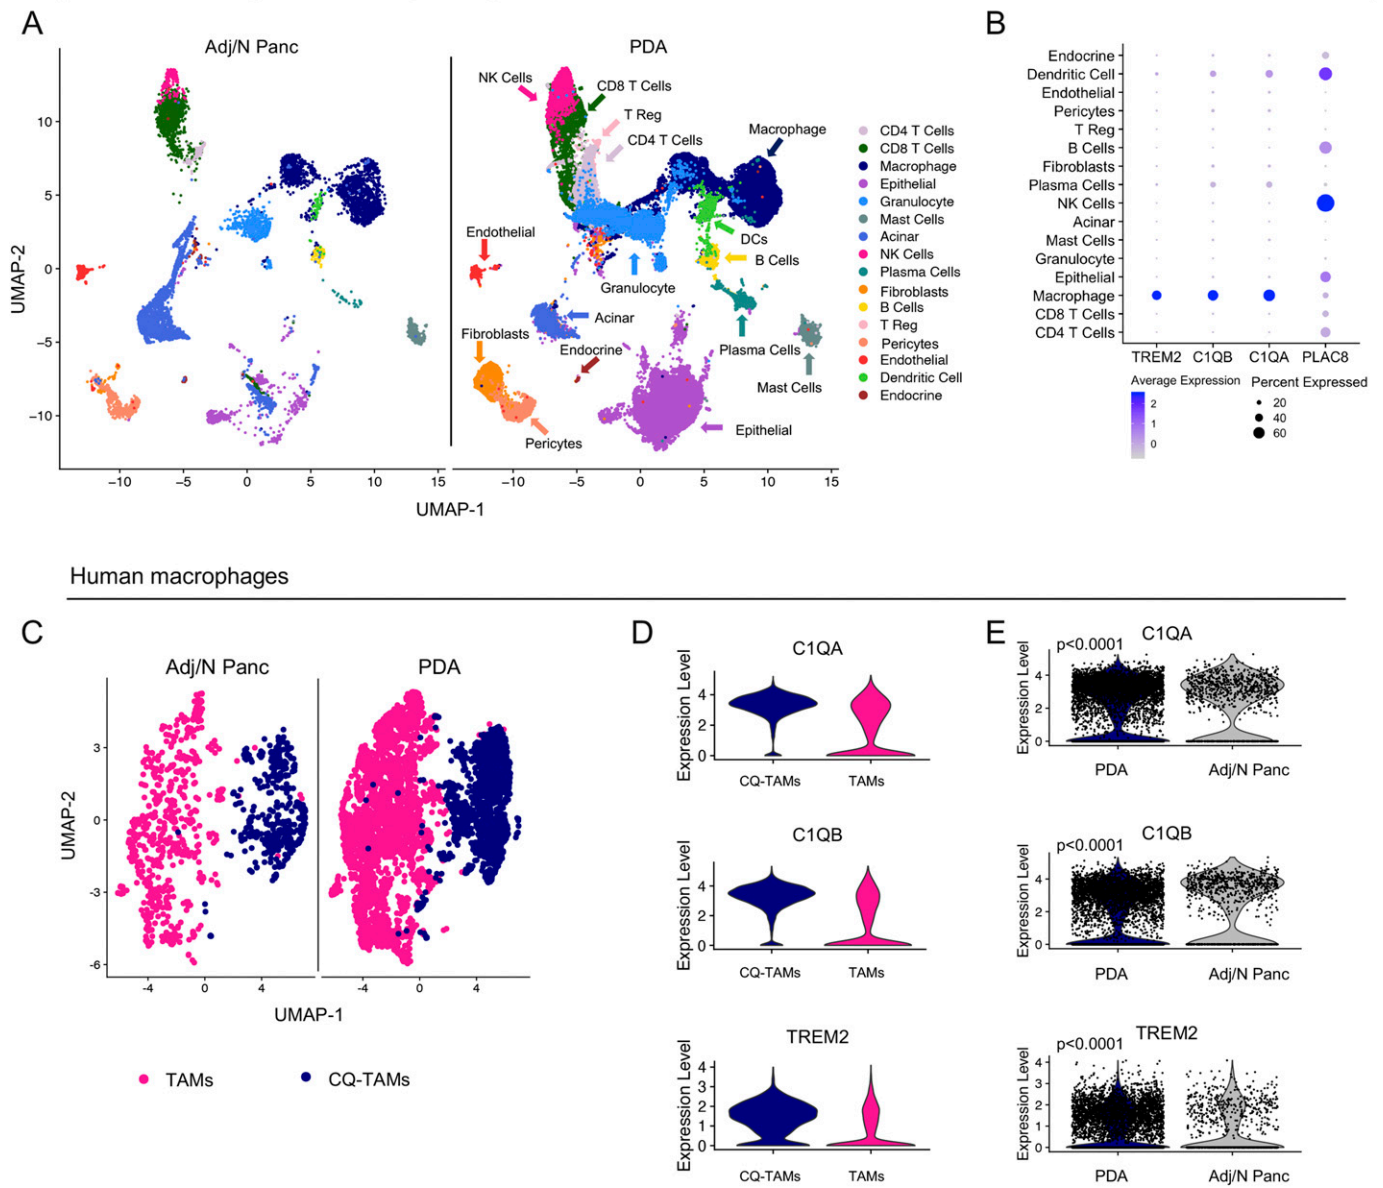 A
Adj/N Panc
PDA
NK Cells
CD8 T Cells
T Reg
CD4 T Cells
Macrophage
DCs
B Cells
Endothelial
Granulocyte
Acinar
Fibroblasts
Endocrine
Plasma Cells
Mast Cells
Epithelial
Pericytes
UMAP-2
10
5
0
−5
−10
−10 −5 0 5 10 15
−10 −5 0 5 10 15
UMAP-1
CD4 T Cells
CD8 T Cells
Macrophage
Epithelial
Granulocyte
Mast Cells
Acinar
NK Cells
Plasma Cells
Fibroblasts
B Cells
T Reg
Pericytes
Endothelial
Dendritic Cell
Endocrine
B
Endocrine
Dendritic Cell
Endothelial
Pericytes
T Reg
B Cells
Fibroblasts
Plasma Cells
NK Cells
Acinar
Mast Cells
Granulocyte
Epithelial
Macrophage
CD8 T Cells
CD4 T Cells
TREM2 C1QB C1QA PLAC8
Average Expression
2
1
0
Percent Expressed
20
40
60
Human macrophages
C
Adj/N Panc
PDA
UMAP-2
3
0
-3
-6
-4 0 4
-4 0 4
UMAP-1
TAMs
CQ-TAMs
D
C1QA
Expression Level
4
2
0
CQ-TAMs
TAMs
C1QB
Expression Level
4
2
0
CQ-TAMs
TAMs
TREM2
Expression Level
4
3
2
1
0
CQ-TAMs
TAMs
E
C1QA
p<0.0001
Expression Level
4
2
0
PDA
Adj/N Panc
C1QB
p<0.0001
Expression Level
4
2
0
PDA
Adj/N Panc
TREM2
p<0.0001
Expression Level
4
3
2
1
0
PDA
Adj/N Panc